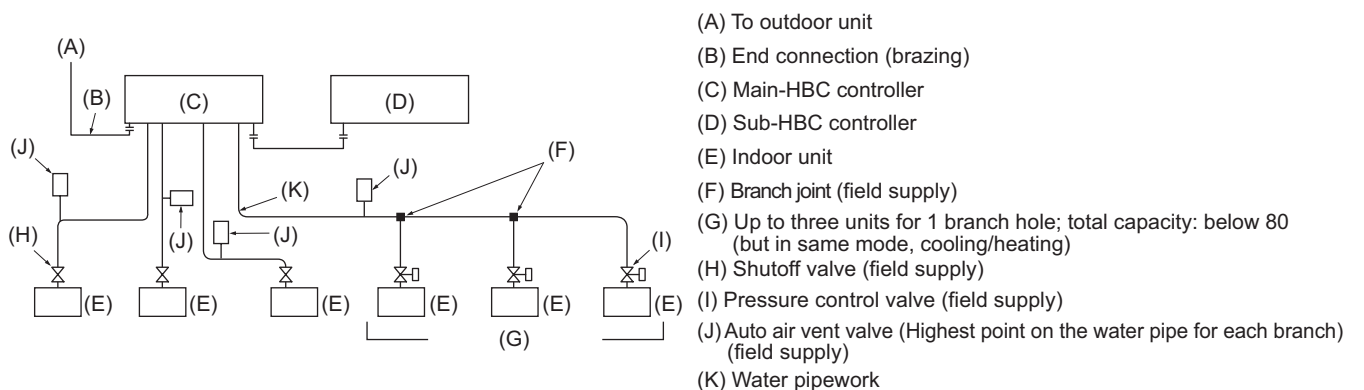 (A)
(B)
(C)
(D)
(J)
(J)
(F)
(K)
(H)
(J)
(J)
(I)
(E)
(E)
(E)
(E)
(E)
(E)
(G)
(A) To outdoor unit
(B) End connection (brazing)
(C) Main-HBC controller
(D) Sub-HBC controller
(E) Indoor unit
(F) Branch joint (field supply)
(G) Up to three units for 1 branch hole; total capacity: below 80
(but in same mode, cooling/heating)
(H) Shutoff valve (field supply)
(I) Pressure control valve (field supply)
(J) Auto air vent valve (Highest point on the water pipe for each branch)
(field supply)
(K) Water pipework